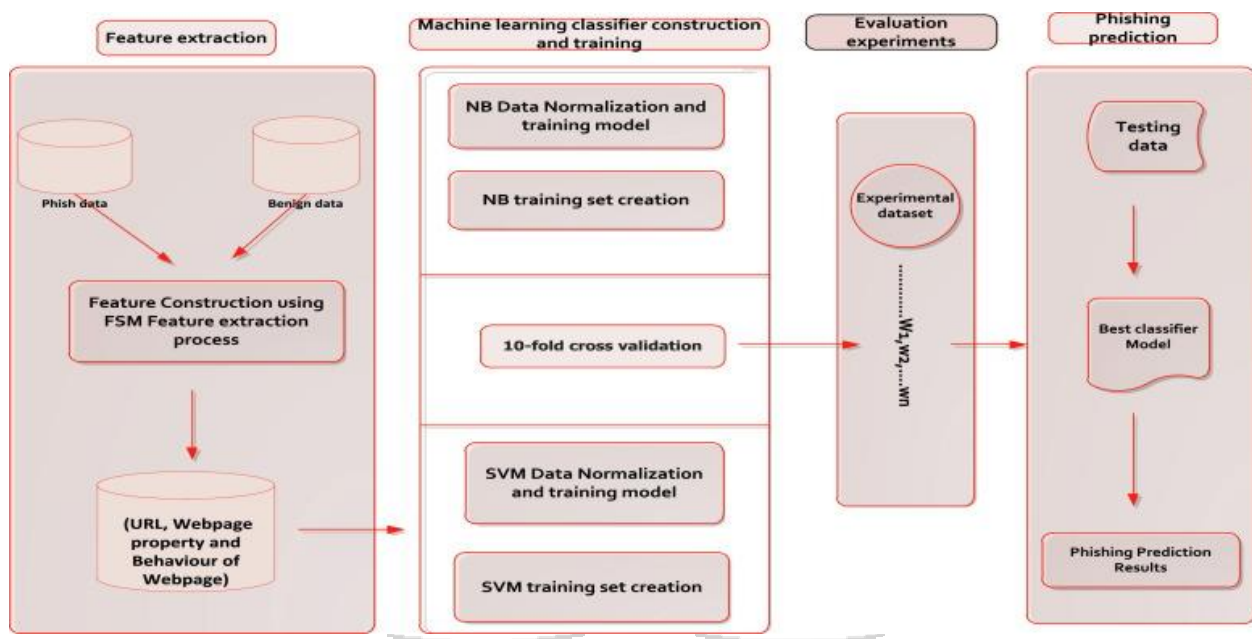 Feature extraction
Machine learning classifier construction
and training
Evaluation
experiments
Phishing
prediction
Phish data
Benign data
Feature Construction using
FSM Feature extraction
process
(URL, Webpage
property and
Behaviour of
Webpage)
NB Data Normalization and
training model
NB training set creation
10-fold cross validation
SVM Data Normalization
and training model
SVM training set creation
Experimental
dataset
............W1,w2,....wn
Testing
data
Best classifier
Model
Phishing Prediction
Results